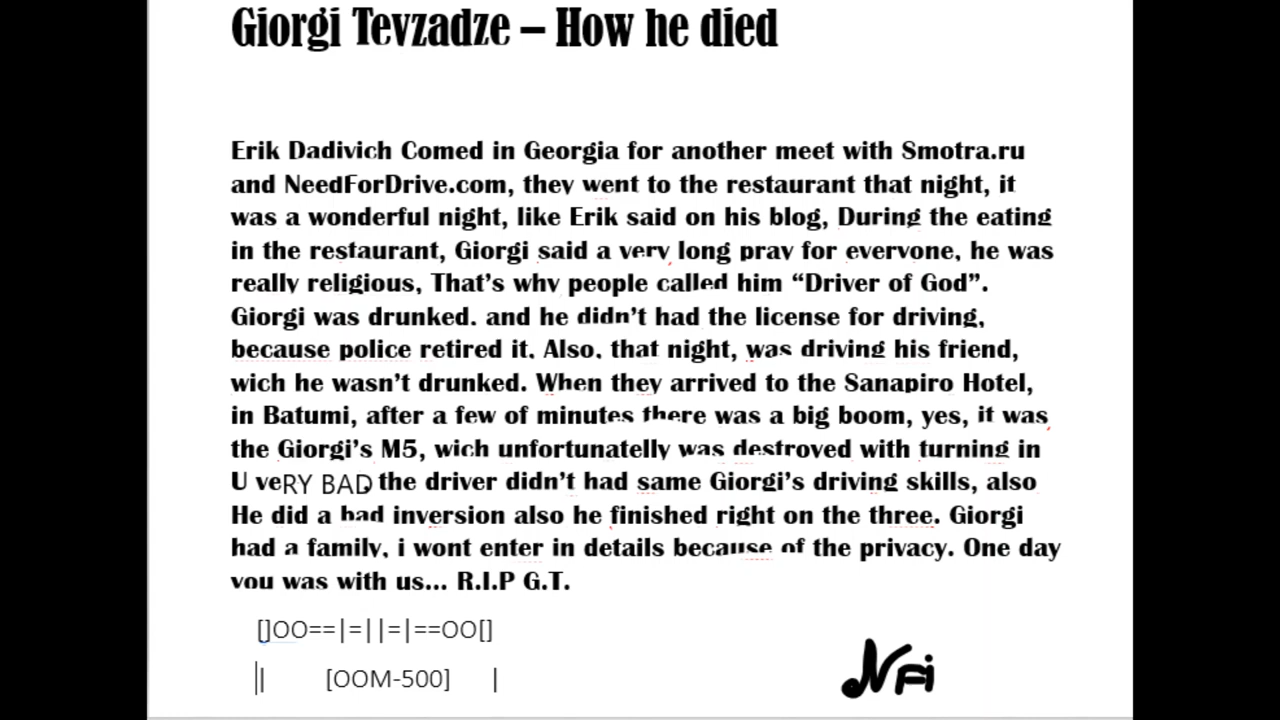 Giorgi Tevzadze – How he died
Erik Dadivich Comed in Georgia for another meet with Smotra.ru
and NeedForDrive.com, they went to the restaurant that night, it
was a wonderful night, like Erik said on his blog, During the eating
in the restaurant, Giorgi said a very long pray for everyone, he was
really religious, That's why people called him “Driver of God”.
Giorgi was drunked. and he didn't had the license for driving,
because police retired it. Also. that night, was driving his friend,
wich he wasn't drunked. When they arrived to the Sanapiro Hotel,
in Batumi, after a few of minutes there was a big boom, yes, it was
the Giorgi's M5, wich unfortunatelly was destroyed with turning in
U veRY BAD, the driver didn't had same Giorgi's driving skills, also
He did a bad inversion also he finished right on the three. Giorgi
had a family, i wont enter in details because of the privacy. One day
you was with us... R.I.P G.T.
[]OO==|=||=|==OO[]
|| [OOM-500] |